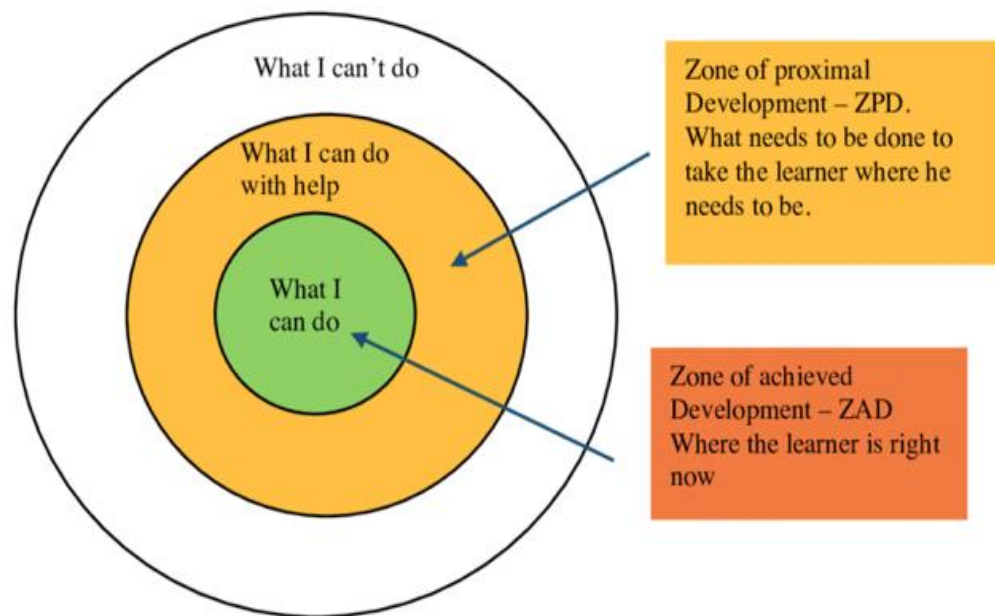 What I can't do
What I can do
with help
What I
can do
Zone of proximal
Development – ZPD.
What needs to be done to
take the learner where he
needs to be.
Zone of achieved
Development – ZAD
Where the learner is right
now